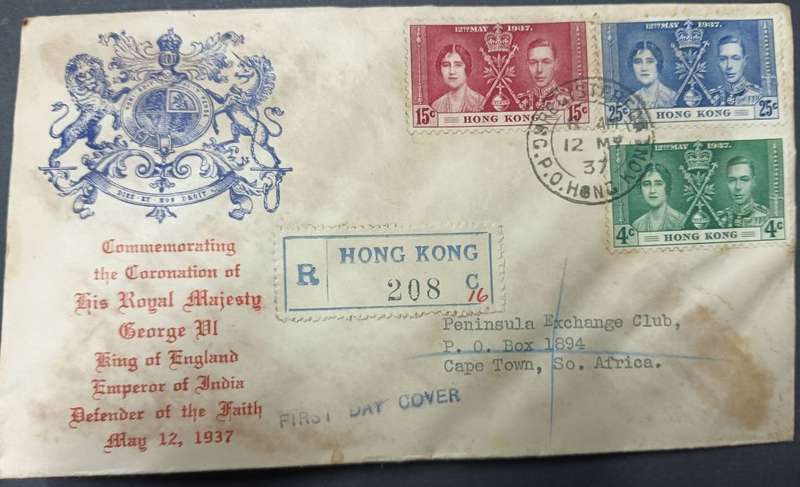 DIEU ET MON DROIT
Commemorating
the Coronation of
His Royal Majesty
George VI
King of England
Emperor of India
Defender of the Faith
May 12, 1937
12TH MAY 1937.
15c 15c
HONG KONG
12TH MAY 1937.
25c 25c
HONG KONG
12TH MAY 1937.
4c 4c
HONG KONG
REGISTERED
AM
12 MY
37
G.P.O. HONG KONG
R HONG KONG
208 C
16
Peninsula Exchange Club,
P. O. Box 1894
Cape Town, So. Africa.
FIRST DAY COVER